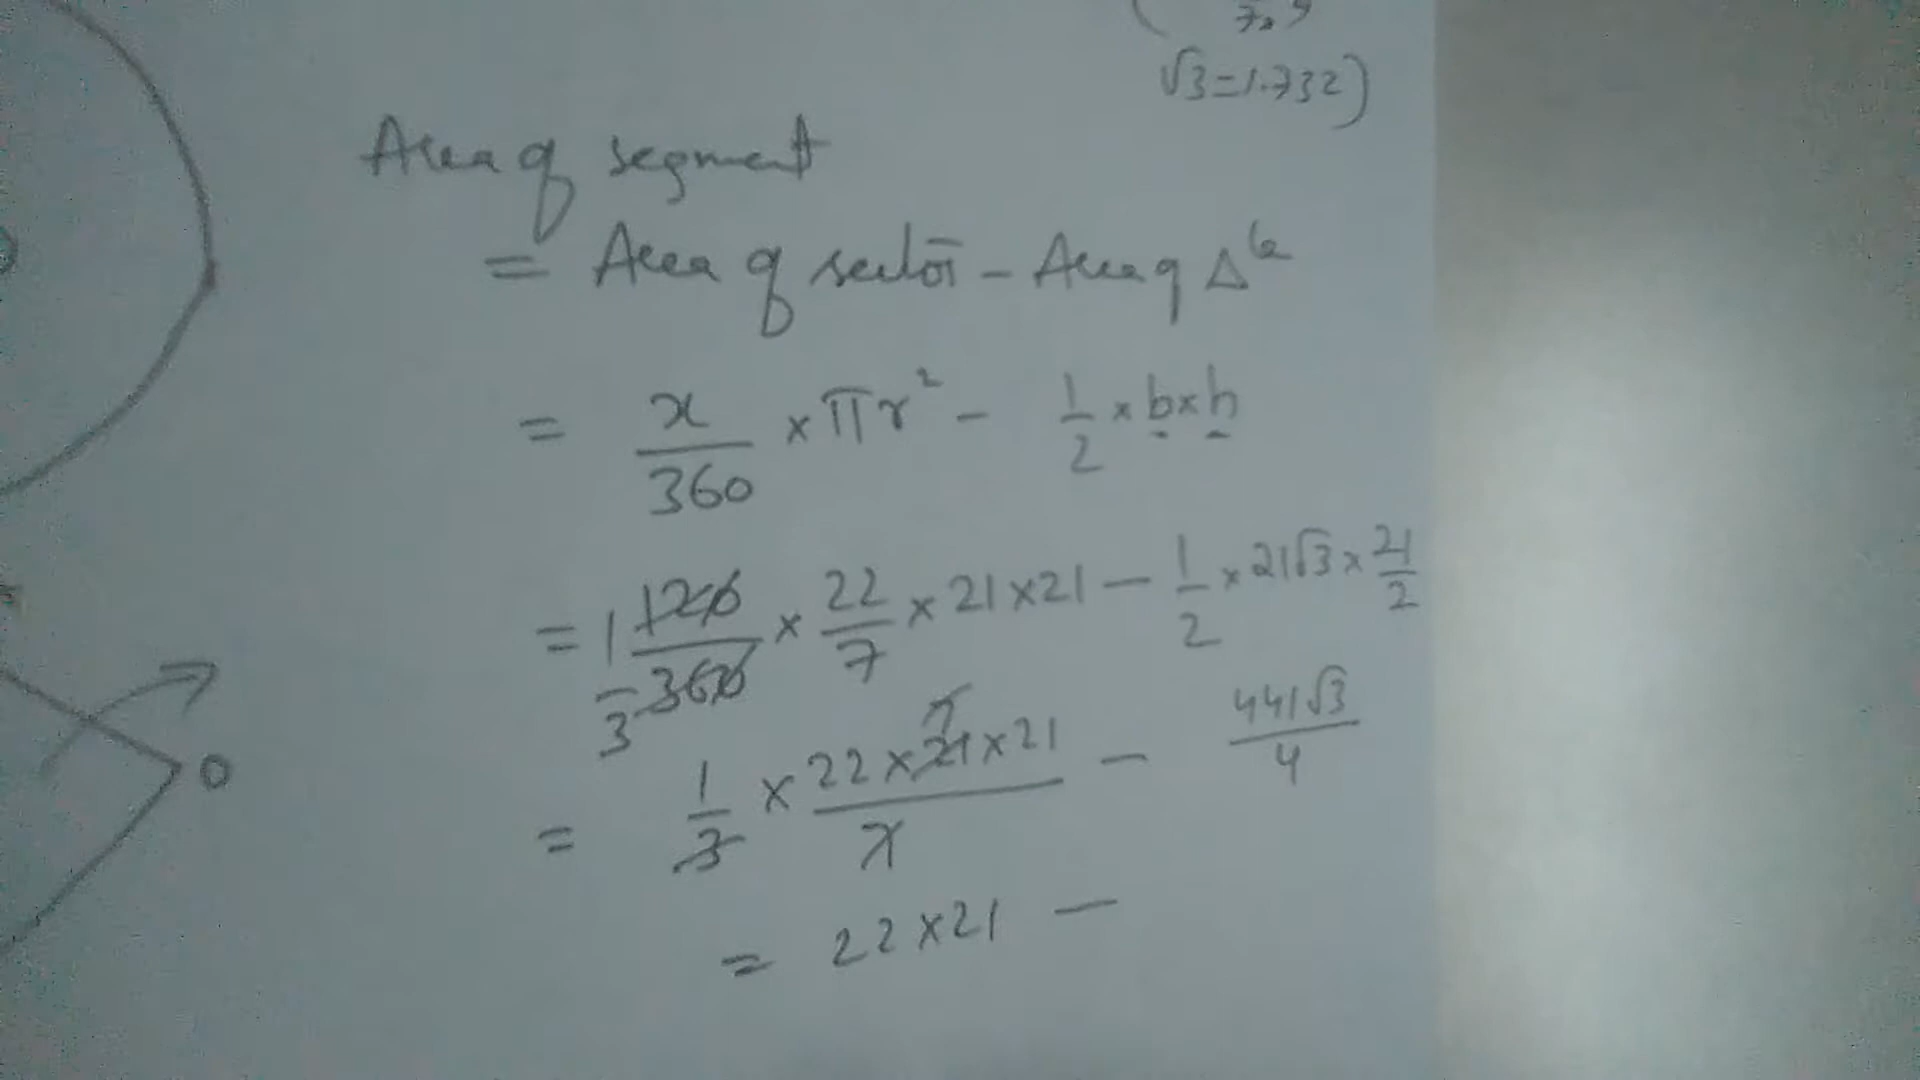 √3=1.732)
Area of segment
= Area of sector - Area of Δle
= x/360 × πr² - 1/2 × b × h
= 1/3 120/360 × 22/7 × 21 × 21 - 1/2 × 21√3 × 21/2
= 1/3 × 22 × 21 × 21/7 - 441√3/4
O
= 22 × 21 -